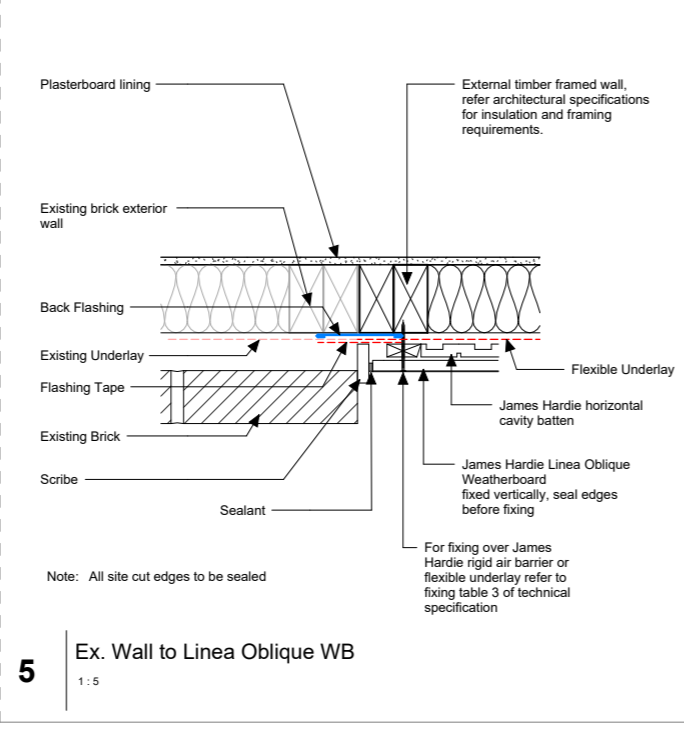 Plasterboard lining
External timber framed wall,
refer architectural specifications
for insulation and framing
requirements.
Existing brick exterior
wall
Back Flashing
Existing Underlay
Flexible Underlay
Flashing Tape
James Hardie horizontal
cavity batten
Existing Brick
James Hardie Linea Oblique
Weatherboard
fixed vertically, seal edges
before fixing
Scribe
Sealant
For fixing over James
Hardie rigid air barrier or
flexible underlay refer to
fixing table 3 of technical
specification
Note: All site cut edges to be sealed
5
Ex. Wall to Linea Oblique WB
1 : 5